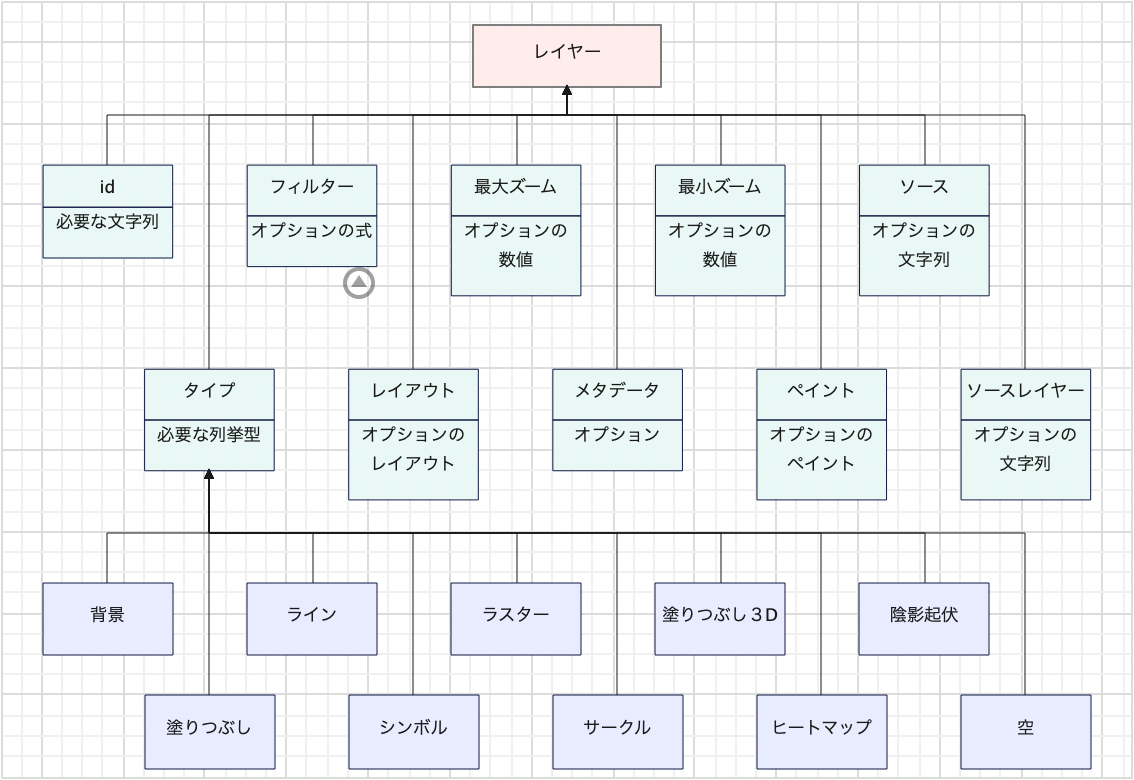 レイヤー
id
必要な文字列
フィルター
オプションの式
最大ズーム
オプションの
数値
最小ズーム
オプションの
数値
ソース
オプションの
文字列
タイプ
必要な列挙型
レイアウト
オプションの
レイアウト
メタデータ
オプション
ペイント
オプションの
ペイント
ソースレイヤー
オプションの
文字列
背景
ライン
ラスター
塗りつぶし３D
陰影起伏
塗りつぶし
シンボル
サークル
ヒートマップ
空